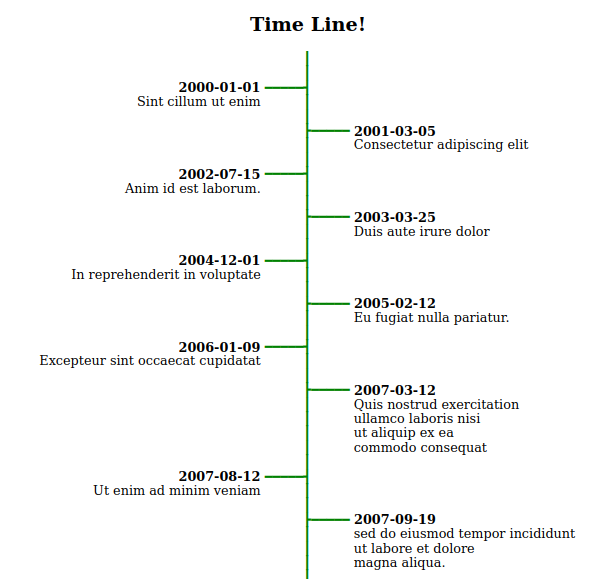 Time Line!
2000-01-01
Sint cillum ut enim
2001-03-05
Consectetur adipiscing elit
2002-07-15
Anim id est laborum.
2003-03-25
Duis aute irure dolor
2004-12-01
In reprehenderit in voluptate
2005-02-12
Eu fugiat nulla pariatur.
2006-01-09
Excepteur sint occaecat cupidatat
2007-03-12
Quis nostrud exercitation
ullamco laboris nisi
ut aliquip ex ea
commodo consequat
2007-08-12
Ut enim ad minim veniam
2007-09-19
sed do eiusmod tempor incididunt
ut labore et dolore
magna aliqua.